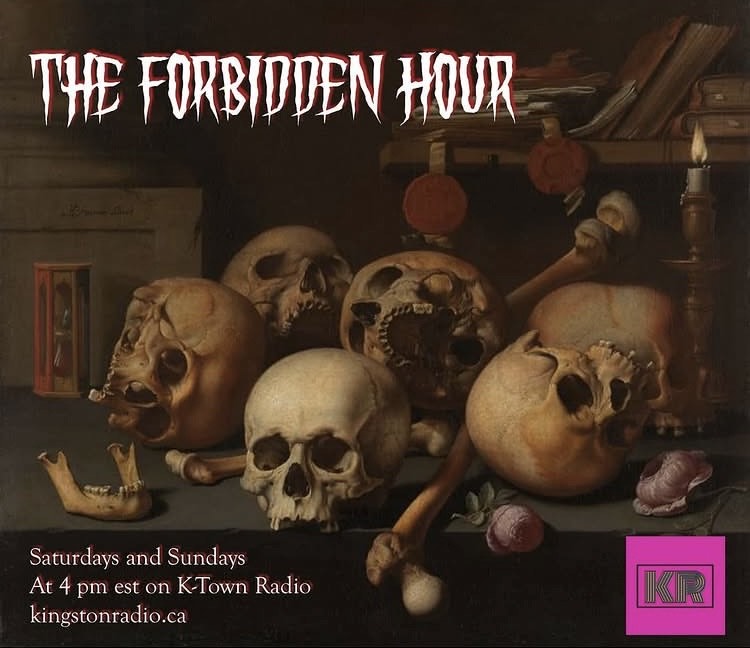 THE FORBIDDEN HOUR
Saturdays and Sundays
At 4 pm est on K-Town Radio
kingstonradio.ca
KR